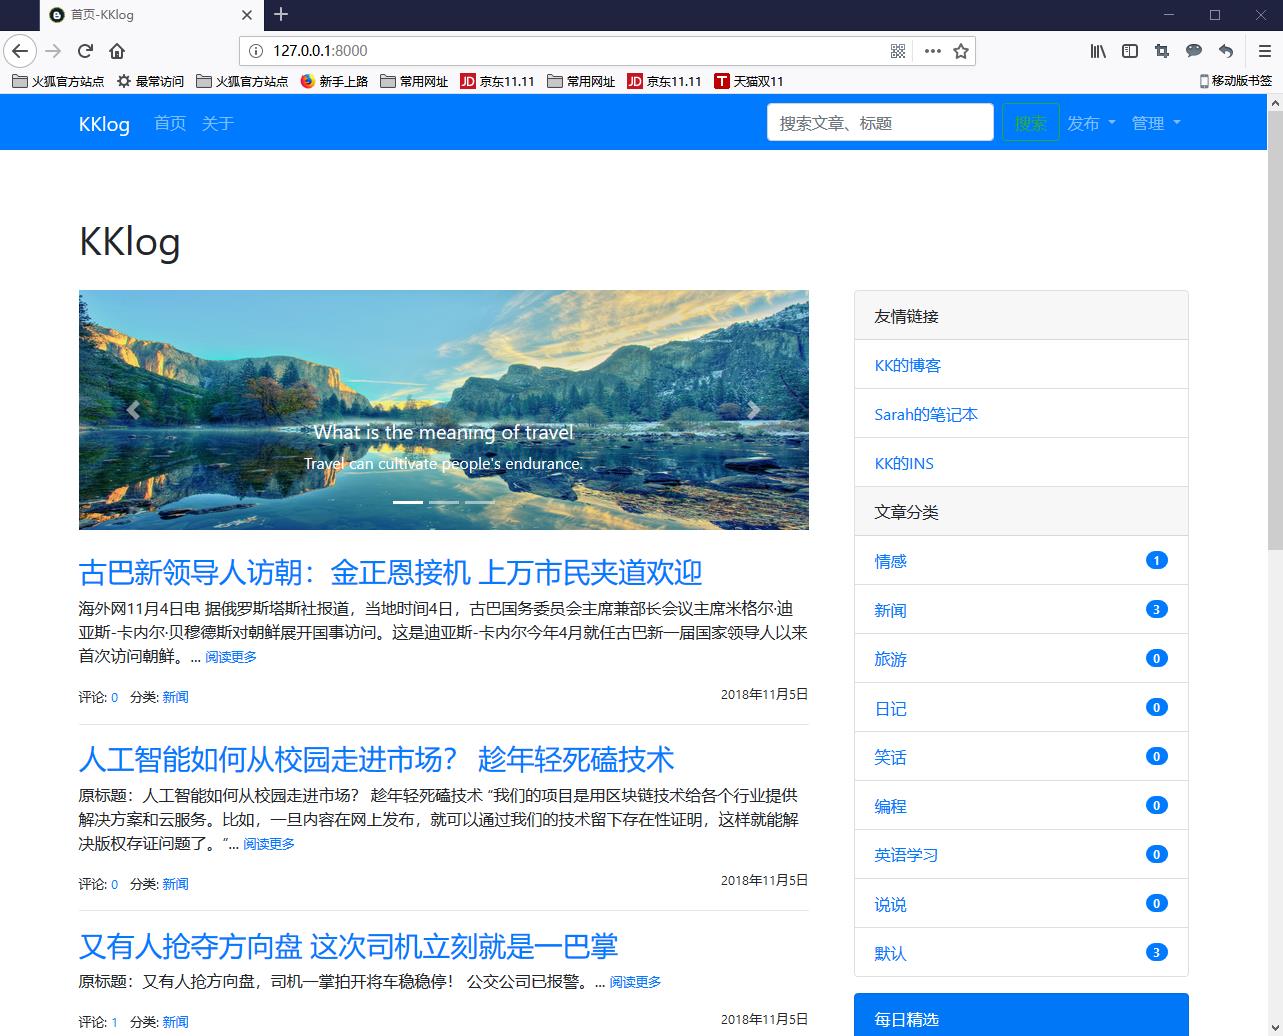 首页-KKlog
127.0.0.1:8000
火狐官方站点 最常访问 火狐官方站点 新手上路 常用网址 JD 京东11.11 常用网址 JD 京东11.11 T 天猫双11 移动版书签
KKlog 首页 关于 搜索文章、标题 搜索 发布 管理
KKlog
What is the meaning of travel
Travel can cultivate people's endurance.
古巴新领导人访朝：金正恩接机 上万市民夹道欢迎
海外网11月4日电 据俄罗斯塔斯社报道，当地时间4日，古巴国务委员会主席兼部长会议主席米格尔·迪
亚斯-卡内尔·贝穆德斯对朝鲜展开国事访问。这是迪亚斯-卡内尔今年4月就任古巴新一届国家领导人以来
首次访问朝鲜。... 阅读更多
评论: 0 分类: 新闻 2018年11月5日
人工智能如何从校园走进市场？ 趁年轻死磕技术
原标题：人工智能如何从校园走进市场？ 趁年轻死磕技术 “我们的项目是用区块链技术给各个行业提供
解决方案和云服务。比如，一旦内容在网上发布，就可以通过我们的技术留下存在性证明，这样就能解
决版权存证问题了。”... 阅读更多
评论: 0 分类: 新闻 2018年11月5日
又有人抢夺方向盘 这次司机立刻就是一巴掌
原标题：又有人抢方向盘，司机一掌拍开将车稳稳停！ 公交公司已报警。... 阅读更多
评论: 1 分类: 新闻 2018年11月5日
友情链接
KK的博客
Sarah的笔记本
KK的INS
文章分类
情感 1
新闻 3
旅游 0
日记 0
笑话 0
编程 0
英语学习 0
说说 0
默认 3
每日精选